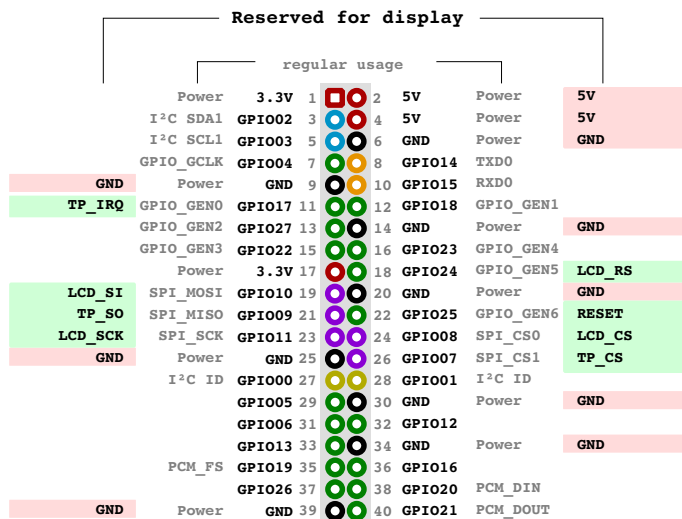 Reserved for display
regular usage
Power 3.3V 1 2 5V Power 5V
I²C SDA1 GPIO02 3 4 5V Power 5V
I²C SCL1 GPIO03 5 6 GND Power GND
GPIO_GCLK GPIO04 7 8 GPIO14 TXD0
GND Power GND 9 10 GPIO15 RXD0
TP_IRQ GPIO_GEN0 GPIO17 11 12 GPIO18 GPIO_GEN1
GPIO_GEN2 GPIO27 13 14 GND Power GND
GPIO_GEN3 GPIO22 15 16 GPIO23 GPIO_GEN4
Power 3.3V 17 18 GPIO24 GPIO_GEN5 LCD_RS
LCD_SI SPI_MOSI GPIO10 19 20 GND Power GND
TP_SO SPI_MISO GPIO09 21 22 GPIO25 GPIO_GEN6 RESET
LCD_SCK SPI_SCK GPIO11 23 24 GPIO08 SPI_CS0 LCD_CS
GND Power GND 25 26 GPIO07 SPI_CS1 TP_CS
I²C ID GPIO00 27 28 GPIO01 I²C ID
GPIO05 29 30 GND Power GND
GPIO06 31 32 GPIO12
GPIO13 33 34 GND Power GND
PCM_FS GPIO19 35 36 GPIO16
GPIO26 37 38 GPIO20 PCM_DIN
GND Power GND 39 40 GPIO21 PCM_DOUT